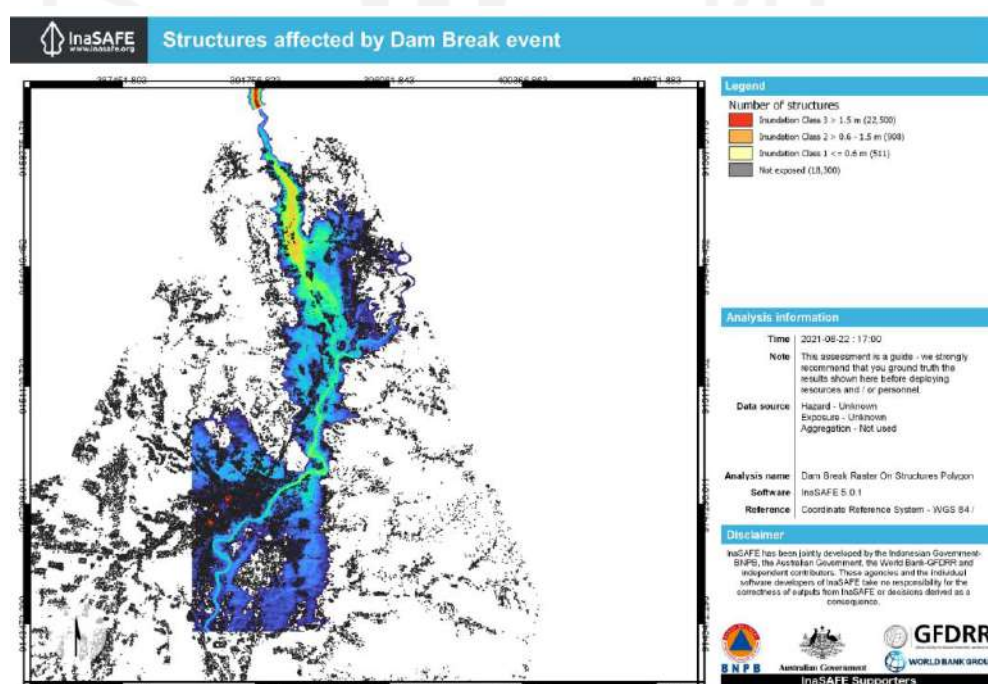 InaSAFE
www.inasafe.org
Structures affected by Dam Break event
Legend
Number of structures
Inundation Class 3 > 1.5 m (22,500)
Inundation Class 2 > 0.6 - 1.5 m (908)
Inundation Class 1 <= 0.6 m (511)
Not exposed (18,300)
Analysis information
Time 2021-06-22 : 17:00
Note This assessment is a guide - we strongly
recommend that you ground truth the
results shown here before deploying
resources and / or personnel.
Data source Hazard - Unknown
Exposure - Unknown
Aggregation - Not used
Analysis name Dam Break Raster On Structures Polygon
Software InaSAFE 5.0.1
Reference Coordinate Reference System - WGS 84 /
Disclaimer
InaSAFE has been jointly developed by the Indonesian Government-
BNPB, the Australian Government, the World Bank-GFDRR and
independent contributors. These agencies and the individual
software developers of InaSAFE take no responsibility for the
correctness of outputs from InaSAFE or decisions derived as a
consequence.
BNPB
Australian Government
GFDRR
WORLD BANK GROU
InaSAFE Supporters